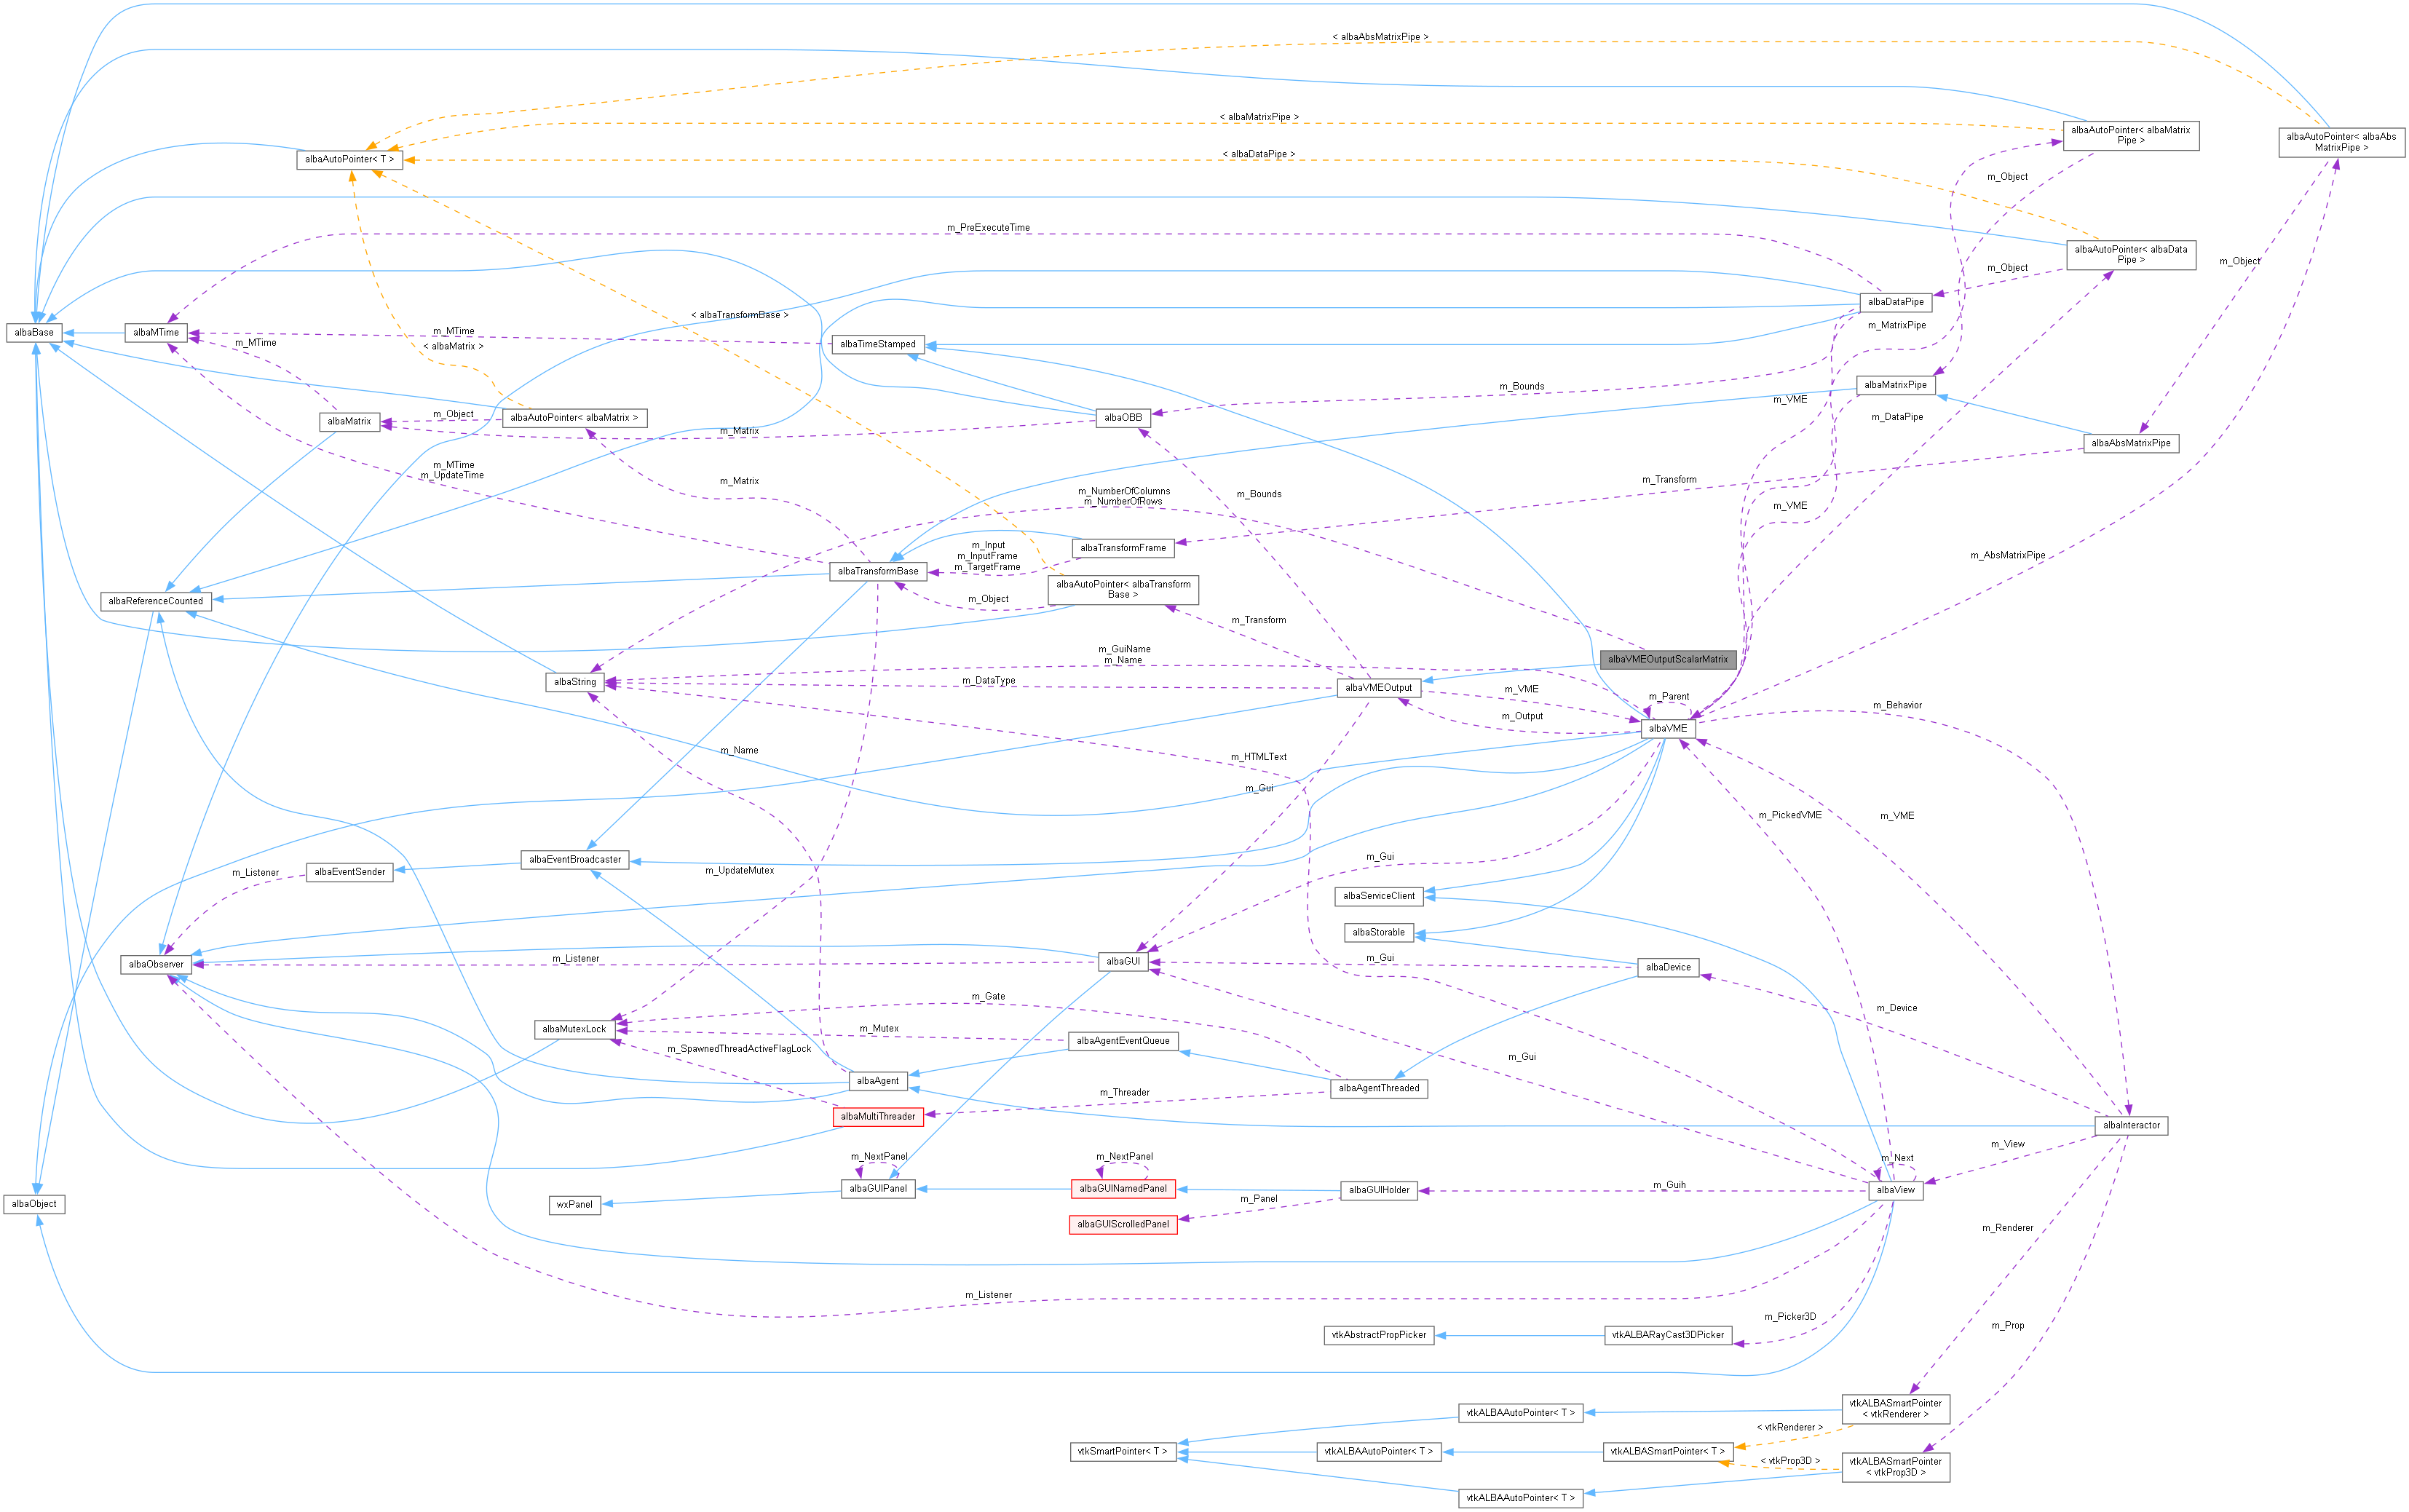 < albaAbsMatrixPipe >
< albaMatrixPipe >
albaAutoPointer< albaMatrix
Pipe >
albaAutoPointer< albaAbs
MatrixPipe >
< albaDataPipe >
albaAutoPointer< T >
m_Object
m_PreExecuteTime
albaAutoPointer< albaData
Pipe >
m_Object
m_Object
albaDataPipe
< albaTransformBase >
m_MatrixPipe
albaBase
albaMTime
m_MTime
albaTimeStamped
m_MTime
< albaMatrix >
m_Bounds
albaMatrixPipe
m_VME
albaMatrix
m_Object
albaAutoPointer< albaMatrix >
albaOBB
m_DataPipe
m_Matrix
albaAbsMatrixPipe
m_MTime
m_UpdateTime
m_Matrix
m_NumberOfColumns
m_NumberOfRows
m_Bounds
m_Transform
m_VME
m_AbsMatrixPipe
m_Input
m_InputFrame
m_TargetFrame
albaTransformFrame
albaTransformBase
albaAutoPointer< albaTransform
Base >
m_Object
albaReferenceCounted
m_Transform
m_GuiName
m_Name
albaVMEOutputScalarMatrix
albaString
m_DataType
albaVMEOutput
m_VME
m_Parent
m_Output
albaVME
m_Behavior
m_Name
m_HTMLText
m_Gui
m_PickedVME
m_VME
albaEventBroadcaster
albaEventSender
m_Listener
m_UpdateMutex
m_Gui
albaServiceClient
albaStorable
albaObserver
m_Listener
albaGUI
m_Gui
albaDevice
m_Gate
m_Device
albaMutexLock
m_Mutex
albaAgentEventQueue
m_SpawnedThreadActiveFlagLock
m_Gui
albaAgent
albaAgentThreaded
m_Threader
albaMultiThreader
albaInteractor
m_View
m_NextPanel
m_NextPanel
m_Next
albaGUIPanel
albaGUINamedPanel
albaGUIHolder
m_Guih
albaView
m_Panel
albaObject
wxPanel
albaGUIScrolledPanel
m_Renderer
m_Listener
m_Picker3D
m_Prop
vtkAbstractPropPicker
vtkALBARayCast3DPicker
vtkALBASmartPointer
< vtkRenderer >
vtkALBAAutoPointer< T >
< vtkRenderer >
vtkSmartPointer< T >
vtkALBAAutoPointer< T >
vtkALBASmartPointer< T >
< vtkProp3D >
vtkALBASmartPointer
< vtkProp3D >
vtkALBAAutoPointer< T >